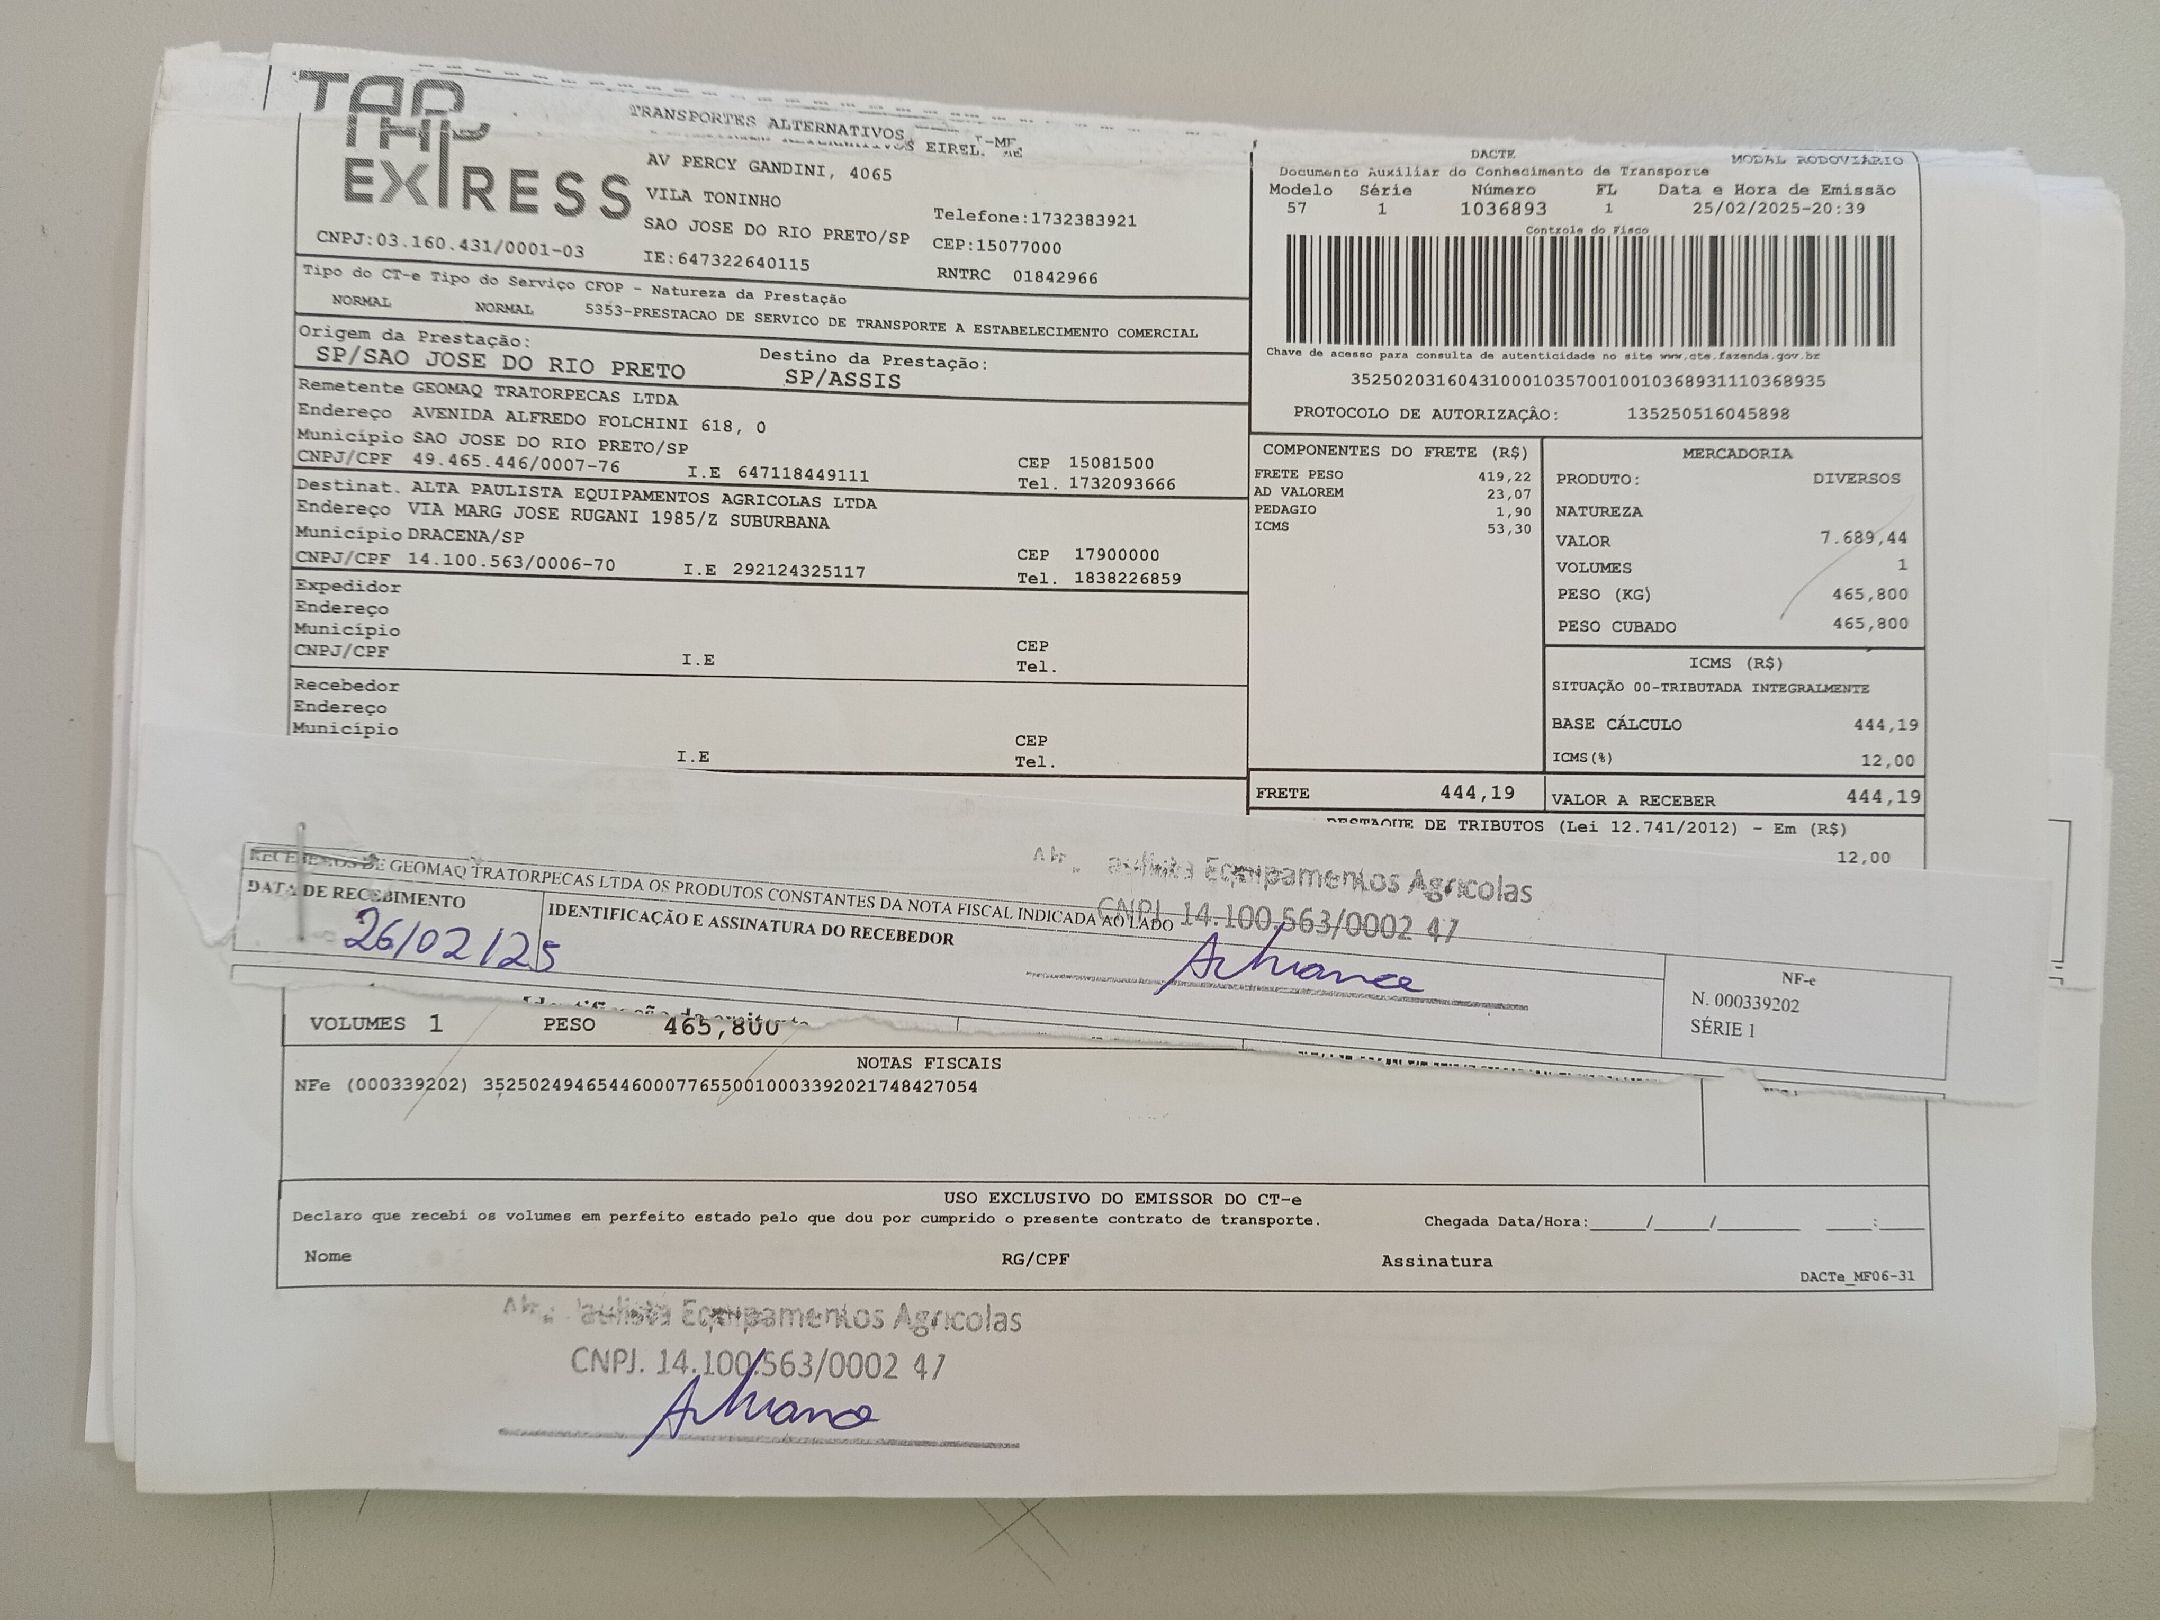 TAP
EXPRESS
TRANSPORTES ALTERNATIVOS
EIREL. -ME
AV PERCY GANDINI, 4065
VILA TONINHO
SAO JOSE DO RIO PRETO/SP
Telefone:1732383921
CEP:15077000
CNPJ:03.160.431/0001-03
IE:647322640115
RNTRC 01842966
Tipo do CT-e Tipo do Serviço CFOP - Natureza da Prestação
NORMAL NORMAL 5353-PRESTACAO DE SERVICO DE TRANSPORTE A ESTABELECIMENTO COMERCIAL
Origem da Prestação: Destino da Prestação:
SP/SAO JOSE DO RIO PRETO SP/ASSIS
Remetente GEOMAQ TRATORPECAS LTDA
Endereço AVENIDA ALFREDO FOLCHINI 618, 0
Município SAO JOSE DO RIO PRETO/SP CEP 15081500
CNPJ/CPF 49.465.446/0007-76 I.E 647118449111 Tel. 1732093666
Destinat. ALTA PAULISTA EQUIPAMENTOS AGRICOLAS LTDA
Endereço VIA MARG JOSE RUGANI 1985/Z SUBURBANA
Município DRACENA/SP CEP 17900000
CNPJ/CPF 14.100.563/0006-70 I.E 292124325117 Tel. 1838226859
Expedidor
Endereço
Município CEP
CNPJ/CPF I.E Tel.
Recebedor
Endereço
Município CEP
I.E Tel.
DACTE MODAL RODOVIÁRIO
Documento Auxiliar do Conhecimento de Transporte
Modelo Série Número FL Data e Hora de Emissão
57 1 1036893 1 25/02/2025-20:39
Controle do Fisco
Chave de acesso para consulta de autenticidade no site www.cte.fazenda.gov.br
35250203160431000103570010010368931110368935
PROTOCOLO DE AUTORIZAÇÃO: 135250516045898
COMPONENTES DO FRETE (R$)
FRETE PESO 419,22
AD VALOREM 23,07
PEDAGIO 1,90
ICMS 53,30
FRETE 444,19
MERCADORIA
PRODUTO: DIVERSOS
NATUREZA
VALOR 7.689,44
VOLUMES 1
PESO (KG) 465,800
PESO CUBADO 465,800
ICMS (R$)
SITUAÇÃO 00-TRIBUTADA INTEGRALMENTE
BASE CÁLCULO 444,19
ICMS(%) 12,00
VALOR A RECEBER 444,19
DESTAQUE DE TRIBUTOS (Lei 12.741/2012) - Em (R$)
12,00
RECEBEMOS DE GEOMAQ TRATORPECAS LTDA OS PRODUTOS CONSTANTES DA NOTA FISCAL INDICADA AO LADO
DATA DE RECEBIMENTO
26/02/25
IDENTIFICAÇÃO E ASSINATURA DO RECEBEDOR
Equipamentos Agricolas
CNPJ. 14.100.563/0002 47
NF-e
N. 000339202
SÉRIE 1
VOLUMES 1 PESO 465,800
NOTAS FISCAIS
NFe (000339202) 35250249465446000776550010003392021748427054
USO EXCLUSIVO DO EMISSOR DO CT-e
Declaro que recebi os volumes em perfeito estado pelo que dou por cumprido o presente contrato de transporte. Chegada Data/Hora:____/____/______ ___:___
Nome RG/CPF Assinatura
DACTe_MF06-31
Equipamentos Agricolas
CNPJ. 14.100.563/0002 47